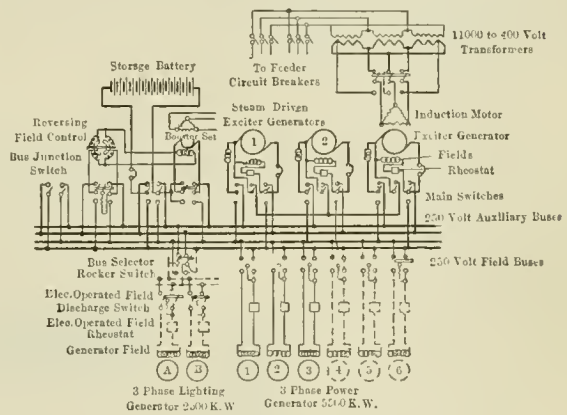 11000 to 400 Volt
Transformers
To Feeder
Circuit Breakers
Storage Battery
Steam Driven
Exciter Generators
Induction Motor
Reversing
Field Control
Booster Set
Exciter Generator
Bus Junction
Switch
1
2
Fields
Rheostat
Main Switches
250 Volt Auxiliary Buses
Bus Selector
Rocker Switch
250 Volt Field Buses
Elec.Operated Field
Discharge Switch
Elec.Operated Field
Rheostat
Generator Field
A
B
1
2
3
4
5
6
3 Phase Lighting
Generator 2500 K.W
3 Phase Power
Generator 5500 K.W.